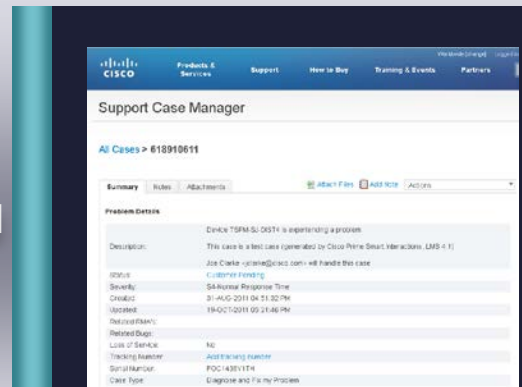 Worldwide [change]
CISCO
Products & Services
Support
How to Buy
Training & Events
Partners
Support Case Manager
All Cases > 618910611
Summary Notes Attachments Attach Files Add Note Actions
Problem Details
Description:
Device TSPM-SJ-DIST4 is experiencing a problem
This case is a test case (generated by Cisco Prime Smart Interactions, LMS 4.1)
Joe Clarke <jclarke@cisco.com> will handle this case
Status: Customer Pending
Severity: S4-Normal Response Time
Created: 31-AUG-2011 04:51:32 PM
Updated: 19-OCT-2011 05:21:46 PM
Related RMAs:
Related Bugs:
Loss of Service: No
Tracking Number: Add tracking number
Serial Number: FOC1438Y1TH
Case Type: Diagnose and Fix my Problem